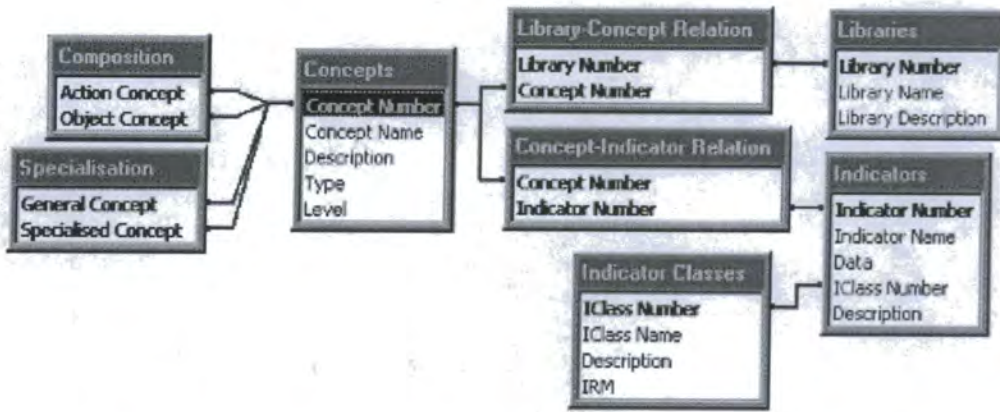 Composition
Action Concept
Object Concept
Specialisation
General Concept
Specialised Concept
Concepts
Concept Number
Concept Name
Description
Type
Level
Library-Concept Relation
Library Number
Concept Number
Concept-Indicator Relation
Concept Number
Indicator Number
Indicator Classes
IClass Number
IClass Name
Description
IRM
Libraries
Library Number
Library Name
Library Description
Indicators
Indicator Number
Indicator Name
Data
IClass Number
Description